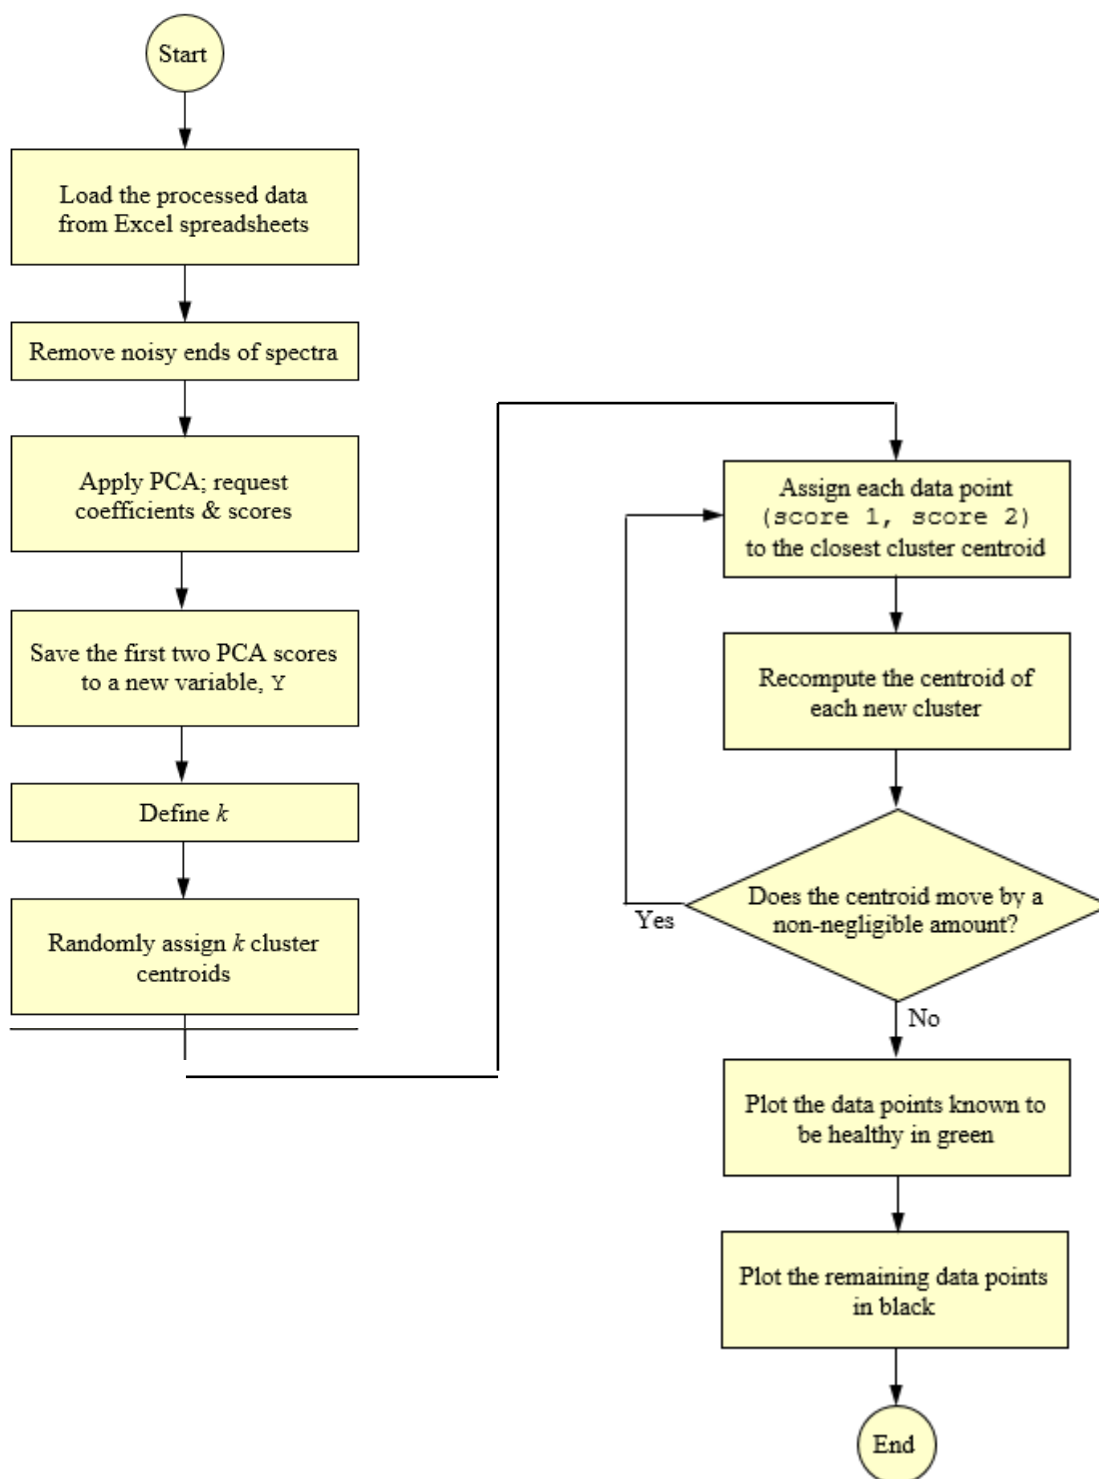 Start
Load the processed data
from Excel spreadsheets
Remove noisy ends of spectra
Apply PCA; request
coefficients & scores
Save the first two PCA scores
to a new variable, Y
Define k
Randomly assign k cluster
centroids
Assign each data point
(score 1, score 2)
to the closest cluster centroid
Recompute the centroid of
each new cluster
Does the centroid move by a
non-negligible amount?
Yes
No
Plot the data points known to
be healthy in green
Plot the remaining data points
in black
End